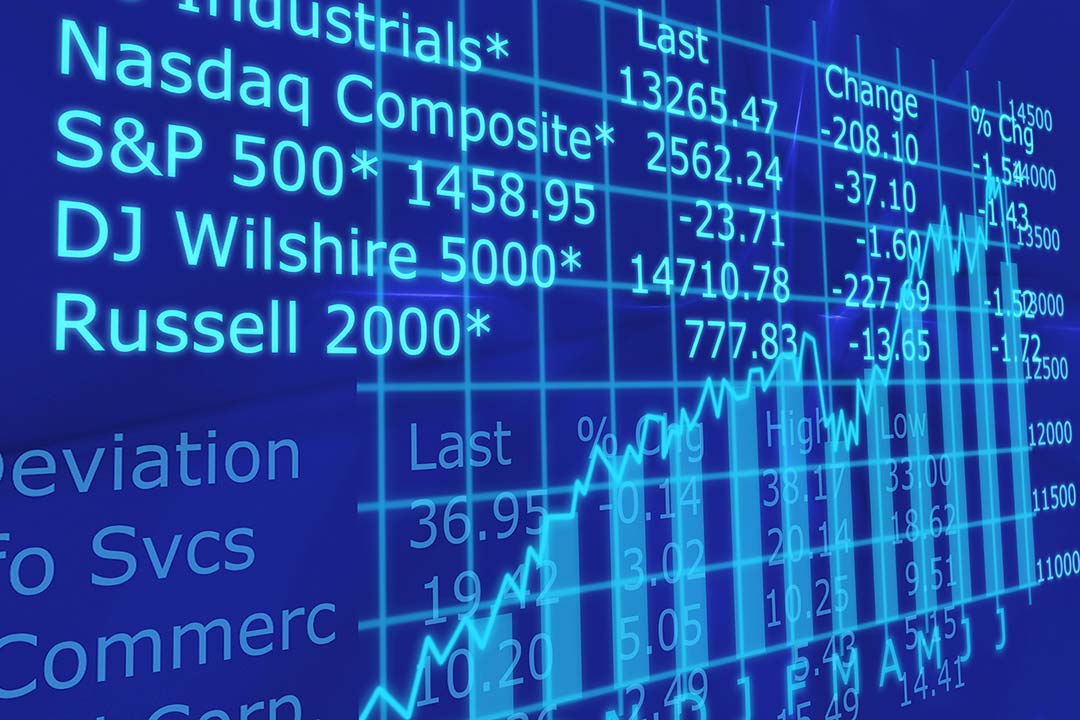 Industrials*
Last Change % Chg
Nasdaq Composite* 13265.47 -208.10 -1.54
S&P 500* 1458.95 2562.24 -37.10 -1.43
DJ Wilshire 5000* -23.71 -1.60
Russell 2000* 14710.78 -227.69 -1.52
777.83 -13.65 -1.72
14500
14000
13500
13000
12500
12000
11500
11000
Deviation Last % Chg High Low
fo Svcs 36.95 -0.14 38.17 33.00
Commerc 19.42 3.02 20.14 18.62
10.20 5.05 10.25 9.51
2.49 5.43 5.15
15.49 14.41
J F M A M J J